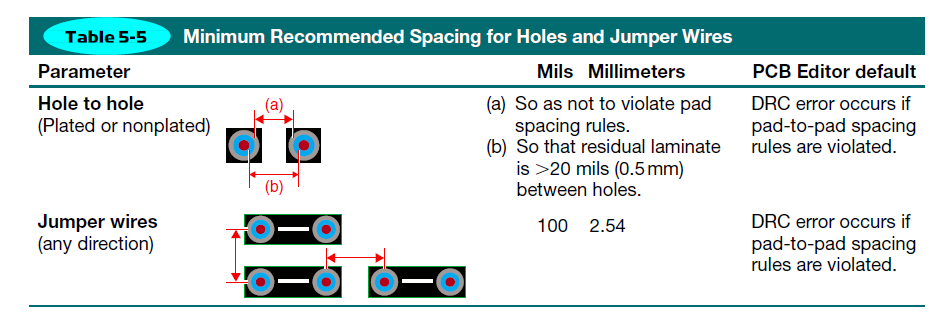 Table 5-5 Minimum Recommended Spacing for Holes and Jumper Wires
Parameter Mils Millimeters PCB Editor default
Hole to hole
(Plated or nonplated)
(a)
(b)
(a) So as not to violate pad
spacing rules.
(b) So that residual laminate
is >20 mils (0.5 mm)
between holes.
DRC error occurs if
pad-to-pad spacing
rules are violated.
Jumper wires
(any direction)
100 2.54
DRC error occurs if
pad-to-pad spacing
rules are violated.